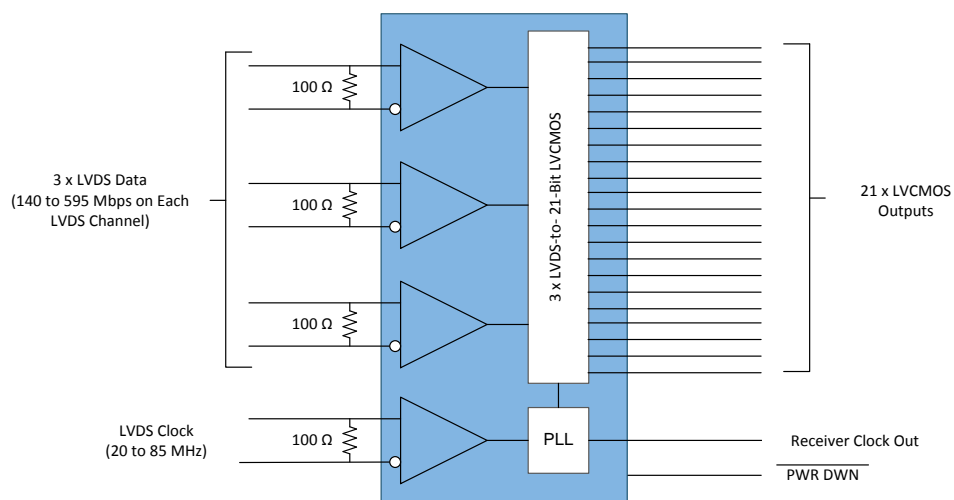 100 Ω
3 x LVDS Data
(140 to 595 Mbps on Each
LVDS Channel)
100 Ω
100 Ω
3 x LVDS-to- 21-Bit LVCMOS
21 x LVCMOS
Outputs
LVDS Clock
(20 to 85 MHz)
100 Ω
PLL
Receiver Clock Out
PWR DWN